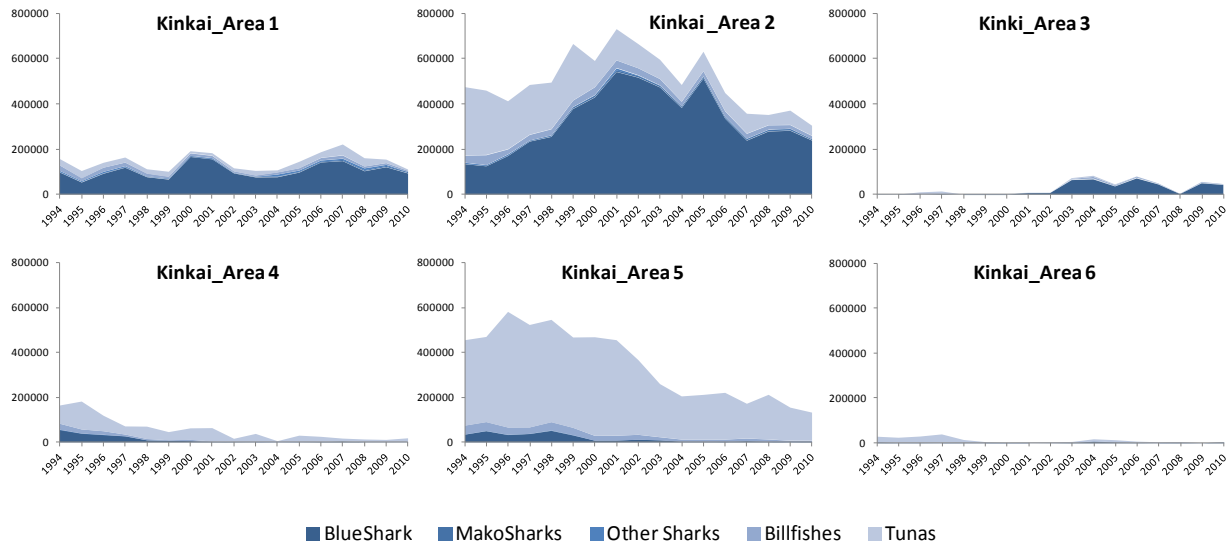 Kinkai_Area 1
800000
600000
400000
200000
0
1994 1995 1996 1997 1998 1999 2000 2001 2002 2003 2004 2005 2006 2007 2008 2009 2010
Kinkai_Area 2
800000
600000
400000
200000
0
1994 1995 1996 1997 1998 1999 2000 2001 2002 2003 2004 2005 2006 2007 2008 2009 2010
Kinki_Area 3
800000
600000
400000
200000
0
1994 1995 1996 1997 1998 1999 2000 2001 2002 2003 2004 2005 2006 2007 2008 2009 2010
Kinkai_Area 4
800000
600000
400000
200000
0
1994 1995 1996 1997 1998 1999 2000 2001 2002 2003 2004 2005 2006 2007 2008 2009 2010
Kinkai_Area 5
800000
600000
400000
200000
0
1994 1995 1996 1997 1998 1999 2000 2001 2002 2003 2004 2005 2006 2007 2008 2009 2010
Kinkai_Area 6
800000
600000
400000
200000
0
1994 1995 1996 1997 1998 1999 2000 2001 2002 2003 2004 2005 2006 2007 2008 2009 2010
BlueShark MakoSharks Other Sharks Billfishes Tunas